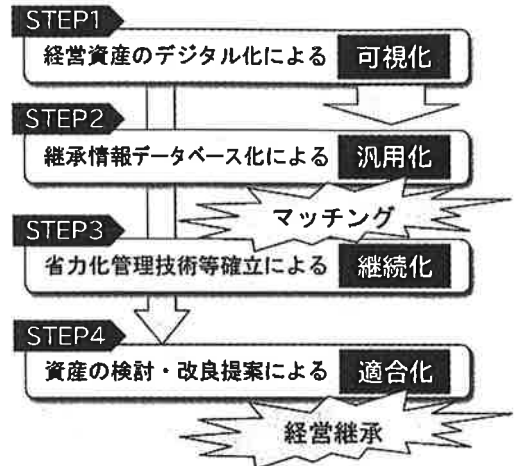 STEP1
経営資産のデジタル化による 可視化
STEP2
継承情報データベース化による 汎用化
マッチング
STEP3
省力化管理技術等確立による 継続化
STEP4
資産の検討・改良提案による 適合化
経営継承